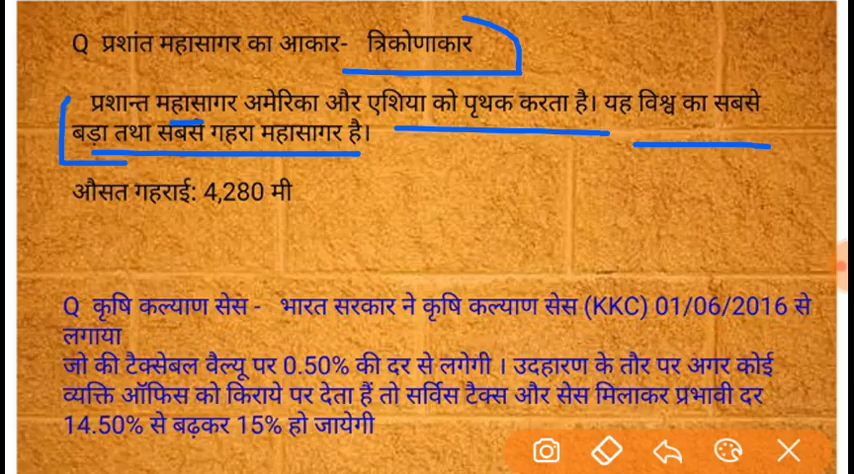 Q प्रशांत महासागर का आकार- त्रिकोणाकार
प्रशान्त महासागर अमेरिका और एशिया को पृथक करता है। यह विश्व का सबसे
बड़ा तथा सबसे गहरा महासागर है।
औसत गहराई: 4,280 मी
Q कृषि कल्याण सेस - भारत सरकार ने कृषि कल्याण सेस (KKC) 01/06/2016 से
लगाया
जो की टैक्सेबल वैल्यू पर 0.50% की दर से लगेगी । उदहारण के तौर पर अगर कोई
व्यक्ति ऑफिस को किराये पर देता हैं तो सर्विस टैक्स और सेस मिलाकर प्रभावी दर
14.50% से बढ़कर 15% हो जायेगी